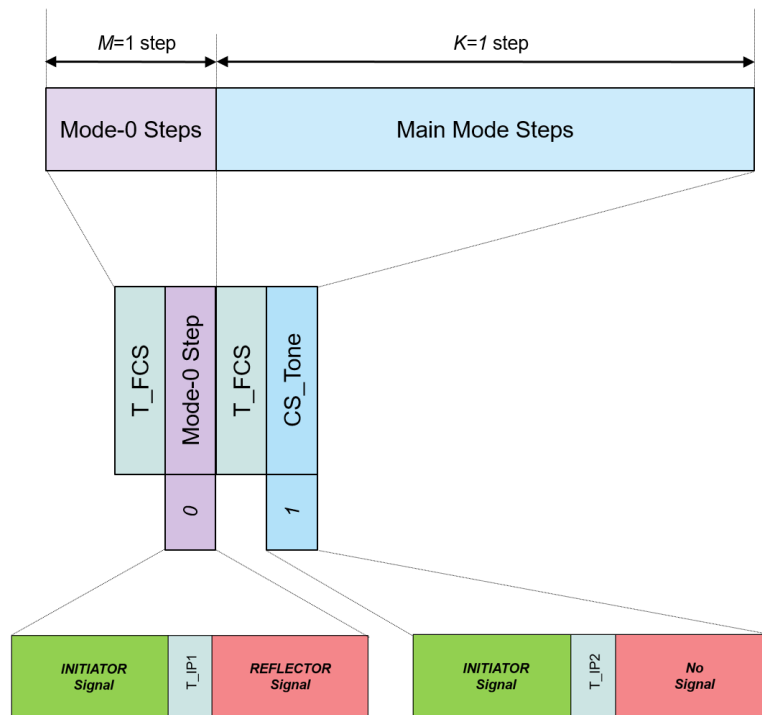 M=1 step
K=1 step
Mode-0 Steps
Main Mode Steps
T_FCS
Mode-0 Step
T_FCS
CS_Tone
0
1
INITIATOR
Signal
T_IP1
REFLECTOR
Signal
INITIATOR
Signal
T_IP2
No
Signal